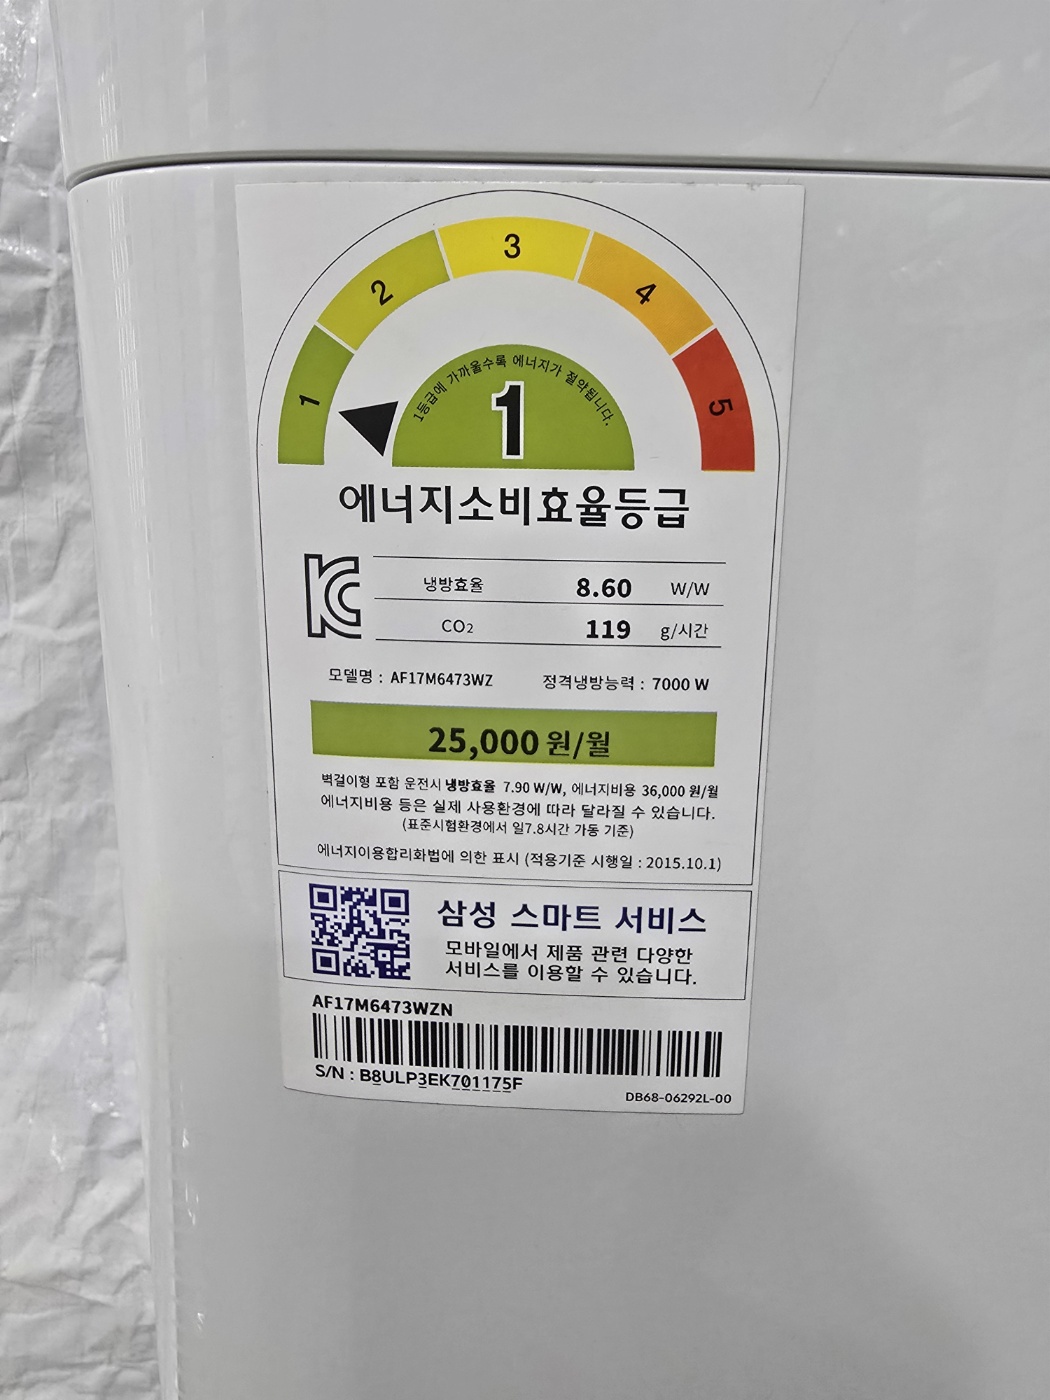 1 2 3 4 5
1등급에 가까울수록 에너지가 절약됩니다.
1
에너지소비효율등급
냉방효율 8.60 W/W
CO₂ 119 g/시간
모델명 : AF17M6473WZ 정격냉방능력 : 7000 W
25,000 원/월
벽걸이형 포함 운전시 냉방효율 7.90 W/W, 에너지비용 36,000 원/월
에너지비용 등은 실제 사용환경에 따라 달라질 수 있습니다.
(표준시험환경에서 일7.8시간 가동 기준)
에너지이용합리화법에 의한 표시 (적용기준 시행일 : 2015.10.1)
삼성 스마트 서비스
모바일에서 제품 관련 다양한
서비스를 이용할 수 있습니다.
AF17M6473WZN
S/N : B8ULP3EK701175F
DB68-06292L-00